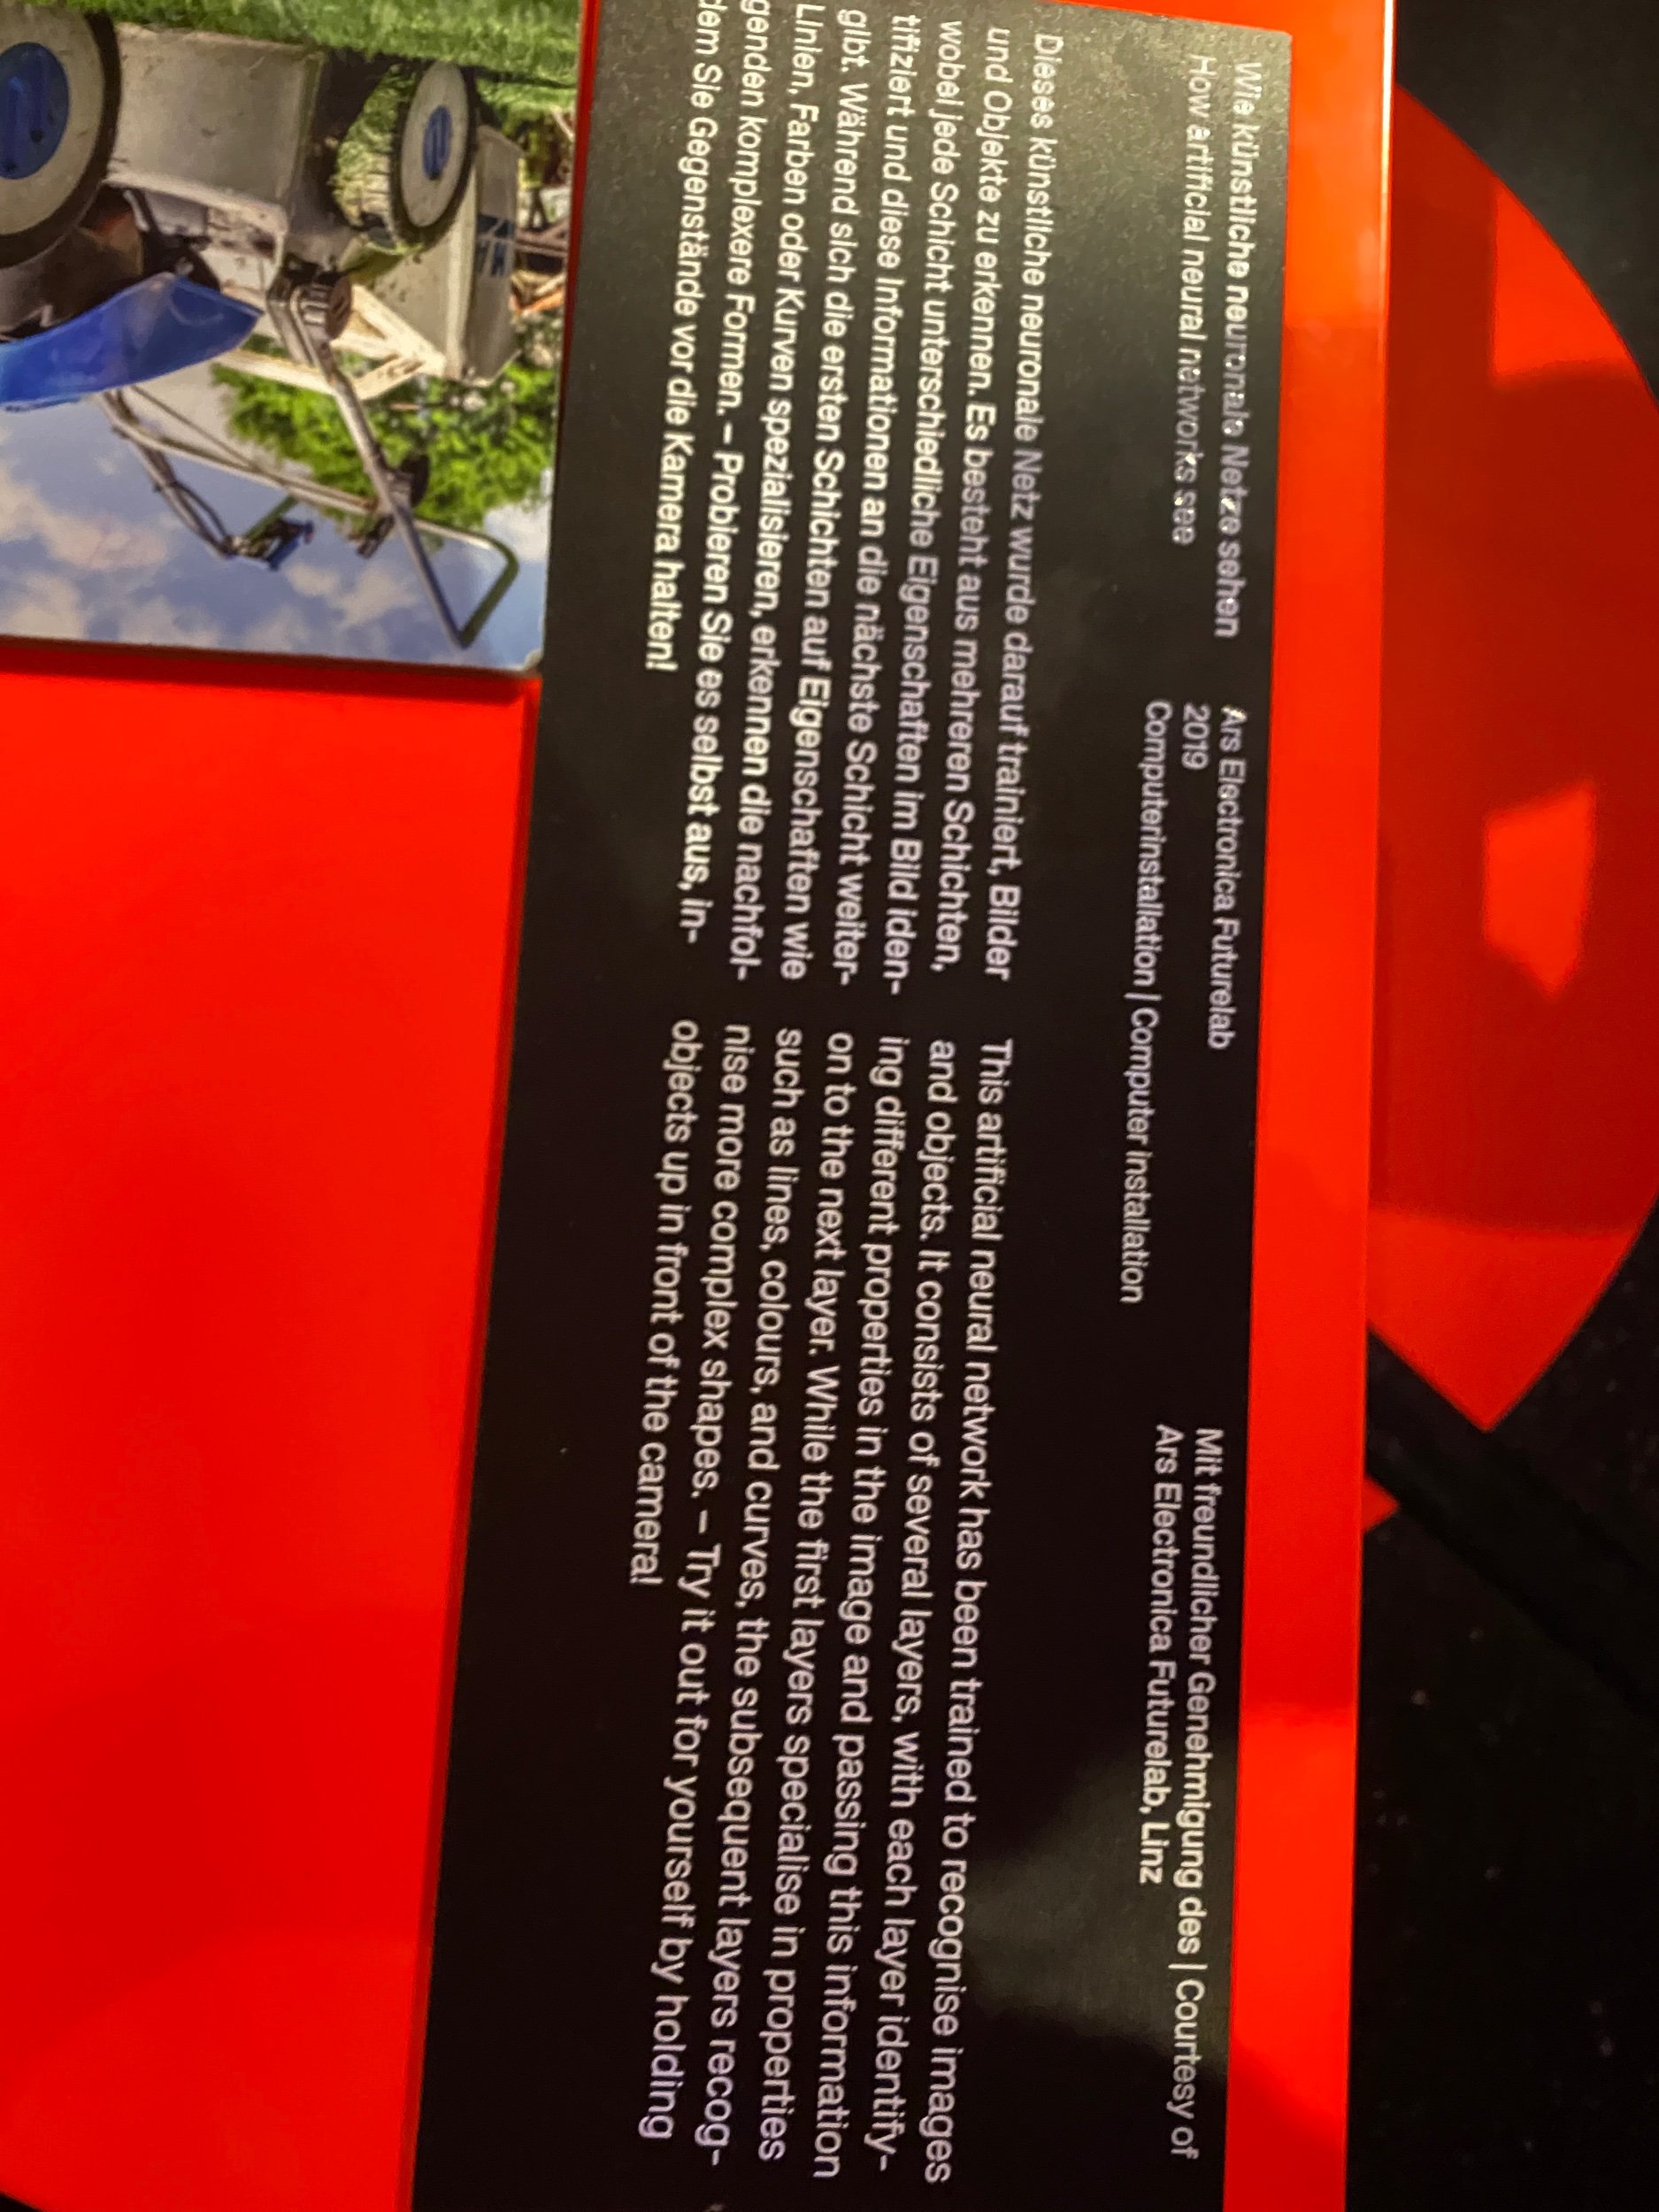 Wie künstliche neuronale Netze sehen
How artificial neural networks see
Ars Electronica Futurelab
2019
Computerinstallation | Computer installation
Mit freundlicher Genehmigung des | Courtesy of
Ars Electronica Futurelab, Linz
Dieses künstliche neuronale Netz wurde darauf trainiert, Bilder
und Objekte zu erkennen. Es besteht aus mehreren Schichten,
wobei jede Schicht unterschiedliche Eigenschaften im Bild iden-
tifiziert und diese Informationen an die nächste Schicht weiter-
gibt. Während sich die ersten Schichten auf Eigenschaften wie
Linien, Farben oder Kurven spezialisieren, erkennen die nachfol-
genden komplexere Formen. – Probieren Sie es selbst aus, in-
dem Sie Gegenstände vor die Kamera halten!
This artificial neural network has been trained to recognise images
and objects. It consists of several layers, with each layer identify-
ing different properties in the image and passing this information
on to the next layer. While the first layers specialise in properties
such as lines, colours, and curves, the subsequent layers recog-
nise more complex shapes. – Try it out for yourself by holding
objects up in front of the camera!